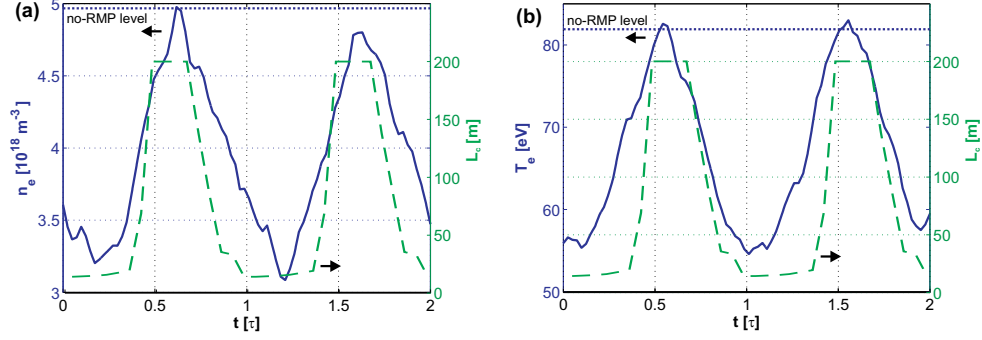 (a)
no-RMP level
n_e [10^18 m^-3]
5
4.5
4
3.5
3
200
150
100
50
0
L_c [m]
0 0.5 1 1.5 2
t [τ]
(b)
no-RMP level
T_e [eV]
85
80
70
60
50
200
150
100
50
0
L_c [m]
0 0.5 1 1.5 2
t [τ]